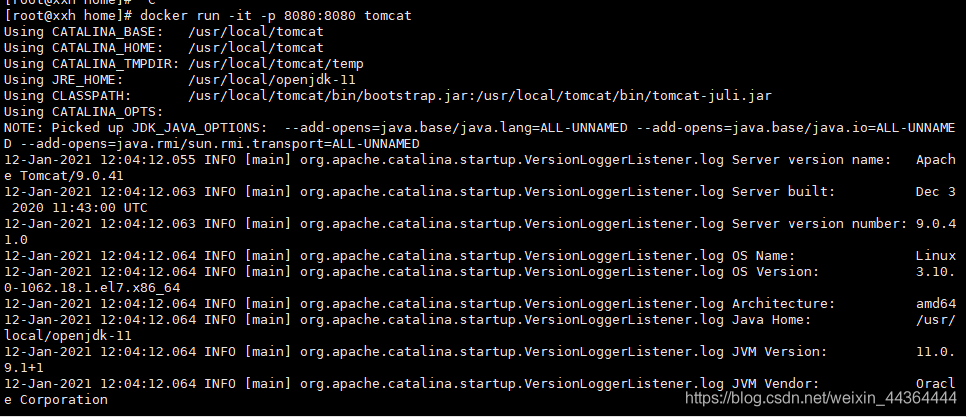 [root@xxh home]# ^C
[root@xxh home]# docker run -it -p 8080:8080 tomcat
Using CATALINA_BASE:   /usr/local/tomcat
Using CATALINA_HOME:   /usr/local/tomcat
Using CATALINA_TMPDIR: /usr/local/tomcat/temp
Using JRE_HOME:        /usr/local/openjdk-11
Using CLASSPATH:       /usr/local/tomcat/bin/bootstrap.jar:/usr/local/tomcat/bin/tomcat-juli.jar
Using CATALINA_OPTS:
NOTE: Picked up JDK_JAVA_OPTIONS:  --add-opens=java.base/java.lang=ALL-UNNAMED --add-opens=java.base/java.io=ALL-UNNAME
D --add-opens=java.rmi/sun.rmi.transport=ALL-UNNAMED
12-Jan-2021 12:04:12.055 INFO [main] org.apache.catalina.startup.VersionLoggerListener.log Server version name:   Apach
e Tomcat/9.0.41
12-Jan-2021 12:04:12.063 INFO [main] org.apache.catalina.startup.VersionLoggerListener.log Server built:          Dec 3
 2020 11:43:00 UTC
12-Jan-2021 12:04:12.063 INFO [main] org.apache.catalina.startup.VersionLoggerListener.log Server version number: 9.0.4
1.0
12-Jan-2021 12:04:12.064 INFO [main] org.apache.catalina.startup.VersionLoggerListener.log OS Name:               Linux
12-Jan-2021 12:04:12.064 INFO [main] org.apache.catalina.startup.VersionLoggerListener.log OS Version:            3.10.
0-1062.18.1.el7.x86_64
12-Jan-2021 12:04:12.064 INFO [main] org.apache.catalina.startup.VersionLoggerListener.log Architecture:          amd64
12-Jan-2021 12:04:12.064 INFO [main] org.apache.catalina.startup.VersionLoggerListener.log Java Home:             /usr/
local/openjdk-11
12-Jan-2021 12:04:12.064 INFO [main] org.apache.catalina.startup.VersionLoggerListener.log JVM Version:           11.0.
9.1+1
12-Jan-2021 12:04:12.064 INFO [main] org.apache.catalina.startup.VersionLoggerListener.log JVM Vendor:            Oracl
e Corporation
https://blog.csdn.net/weixin_44364444